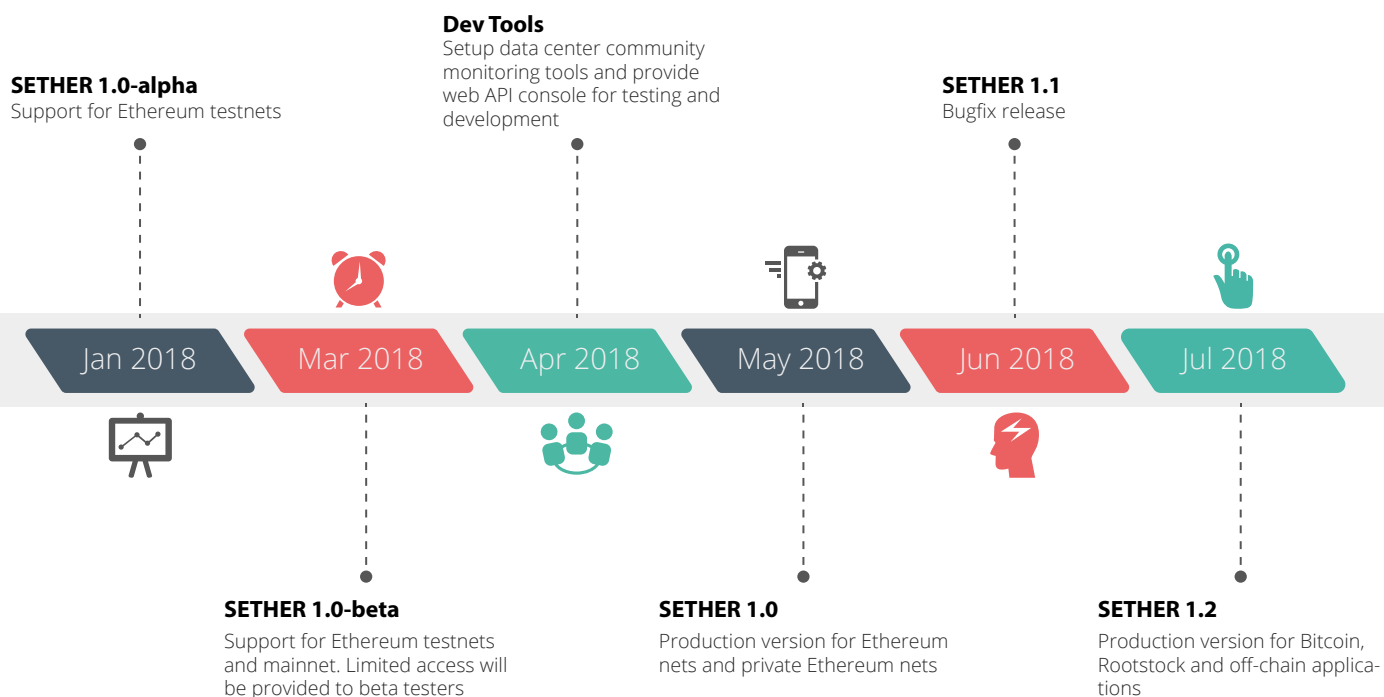 Dev Tools
Setup data center community
monitoring tools and provide
web API console for testing and
development
SETHER 1.0-alpha
Support for Ethereum testnets
SETHER 1.1
Bugfix release
Jan 2018
Mar 2018
Apr 2018
May 2018
Jun 2018
Jul 2018
SETHER 1.0-beta
Support for Ethereum testnets
and mainnet. Limited access will
be provided to beta testers
SETHER 1.0
Production version for Ethereum
nets and private Ethereum nets
SETHER 1.2
Production version for Bitcoin,
Rootstock and off-chain applica-
tions